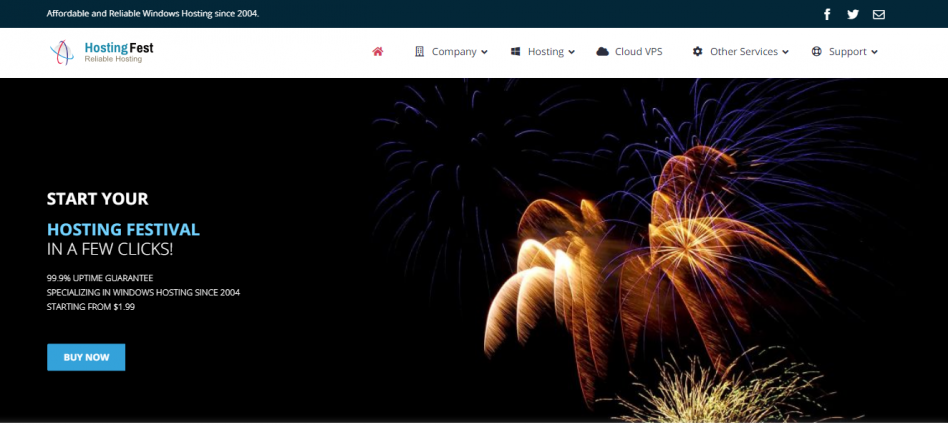 Affordable and Reliable Windows Hosting since 2004.
HostingFest
Reliable Hosting
Company
Hosting
Cloud VPS
Other Services
Support
START YOUR
HOSTING FESTIVAL
IN A FEW CLICKS!
99.9% UPTIME GUARANTEE
SPECIALIZING IN WINDOWS HOSTING SINCE 2004
STARTING FROM $1.99
BUY NOW